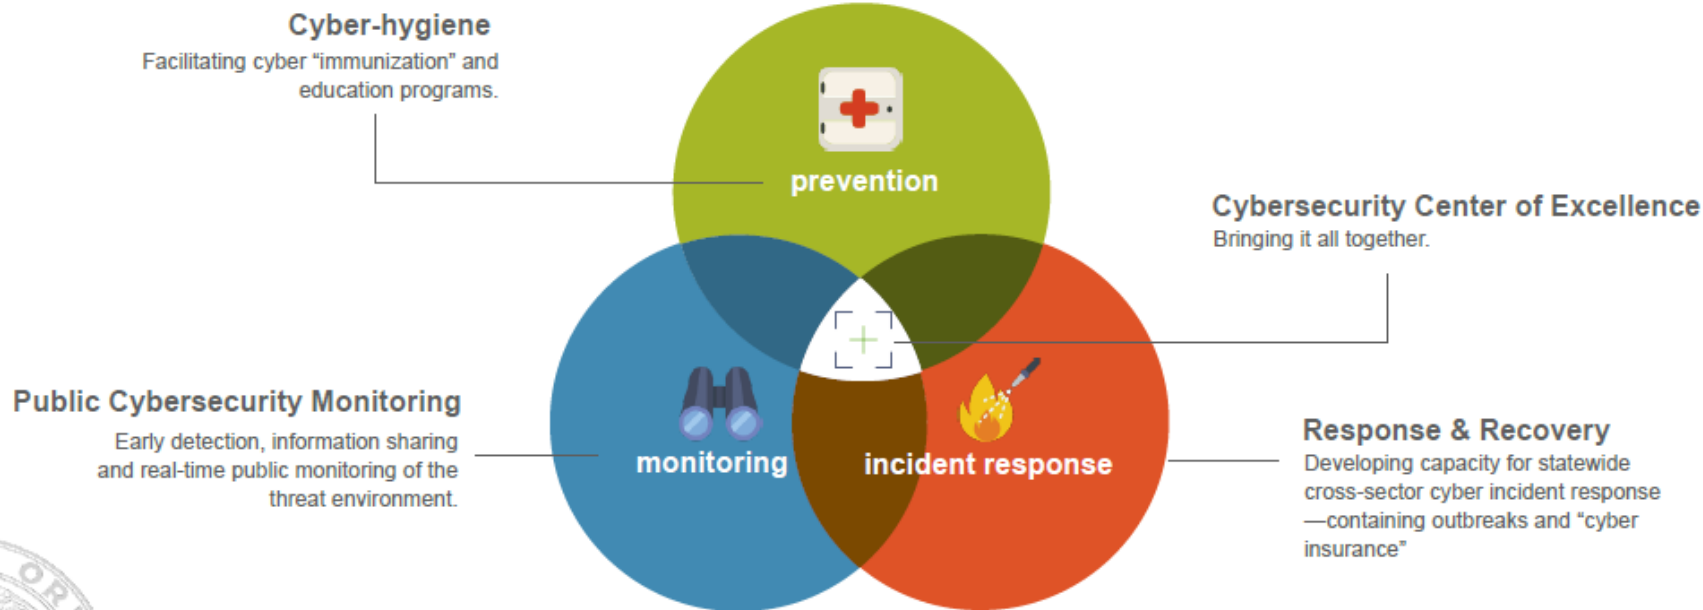 Cyber-hygiene
Facilitating cyber “immunization” and
education programs.
prevention
Cybersecurity Center of Excellence
Bringing it all together.
Public Cybersecurity Monitoring
Early detection, information sharing
and real-time public monitoring of the
threat environment.
monitoring
incident response
Response & Recovery
Developing capacity for statewide
cross-sector cyber incident response
—containing outbreaks and “cyber
insurance”